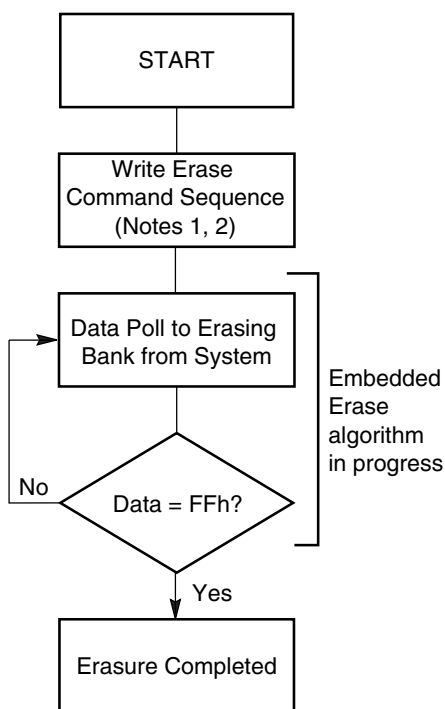 START
Write Erase
Command Sequence
(Notes 1, 2)
Data Poll to Erasing
Bank from System
Embedded
Erase
algorithm
in progress
No
Data = FFh?
Yes
Erasure Completed